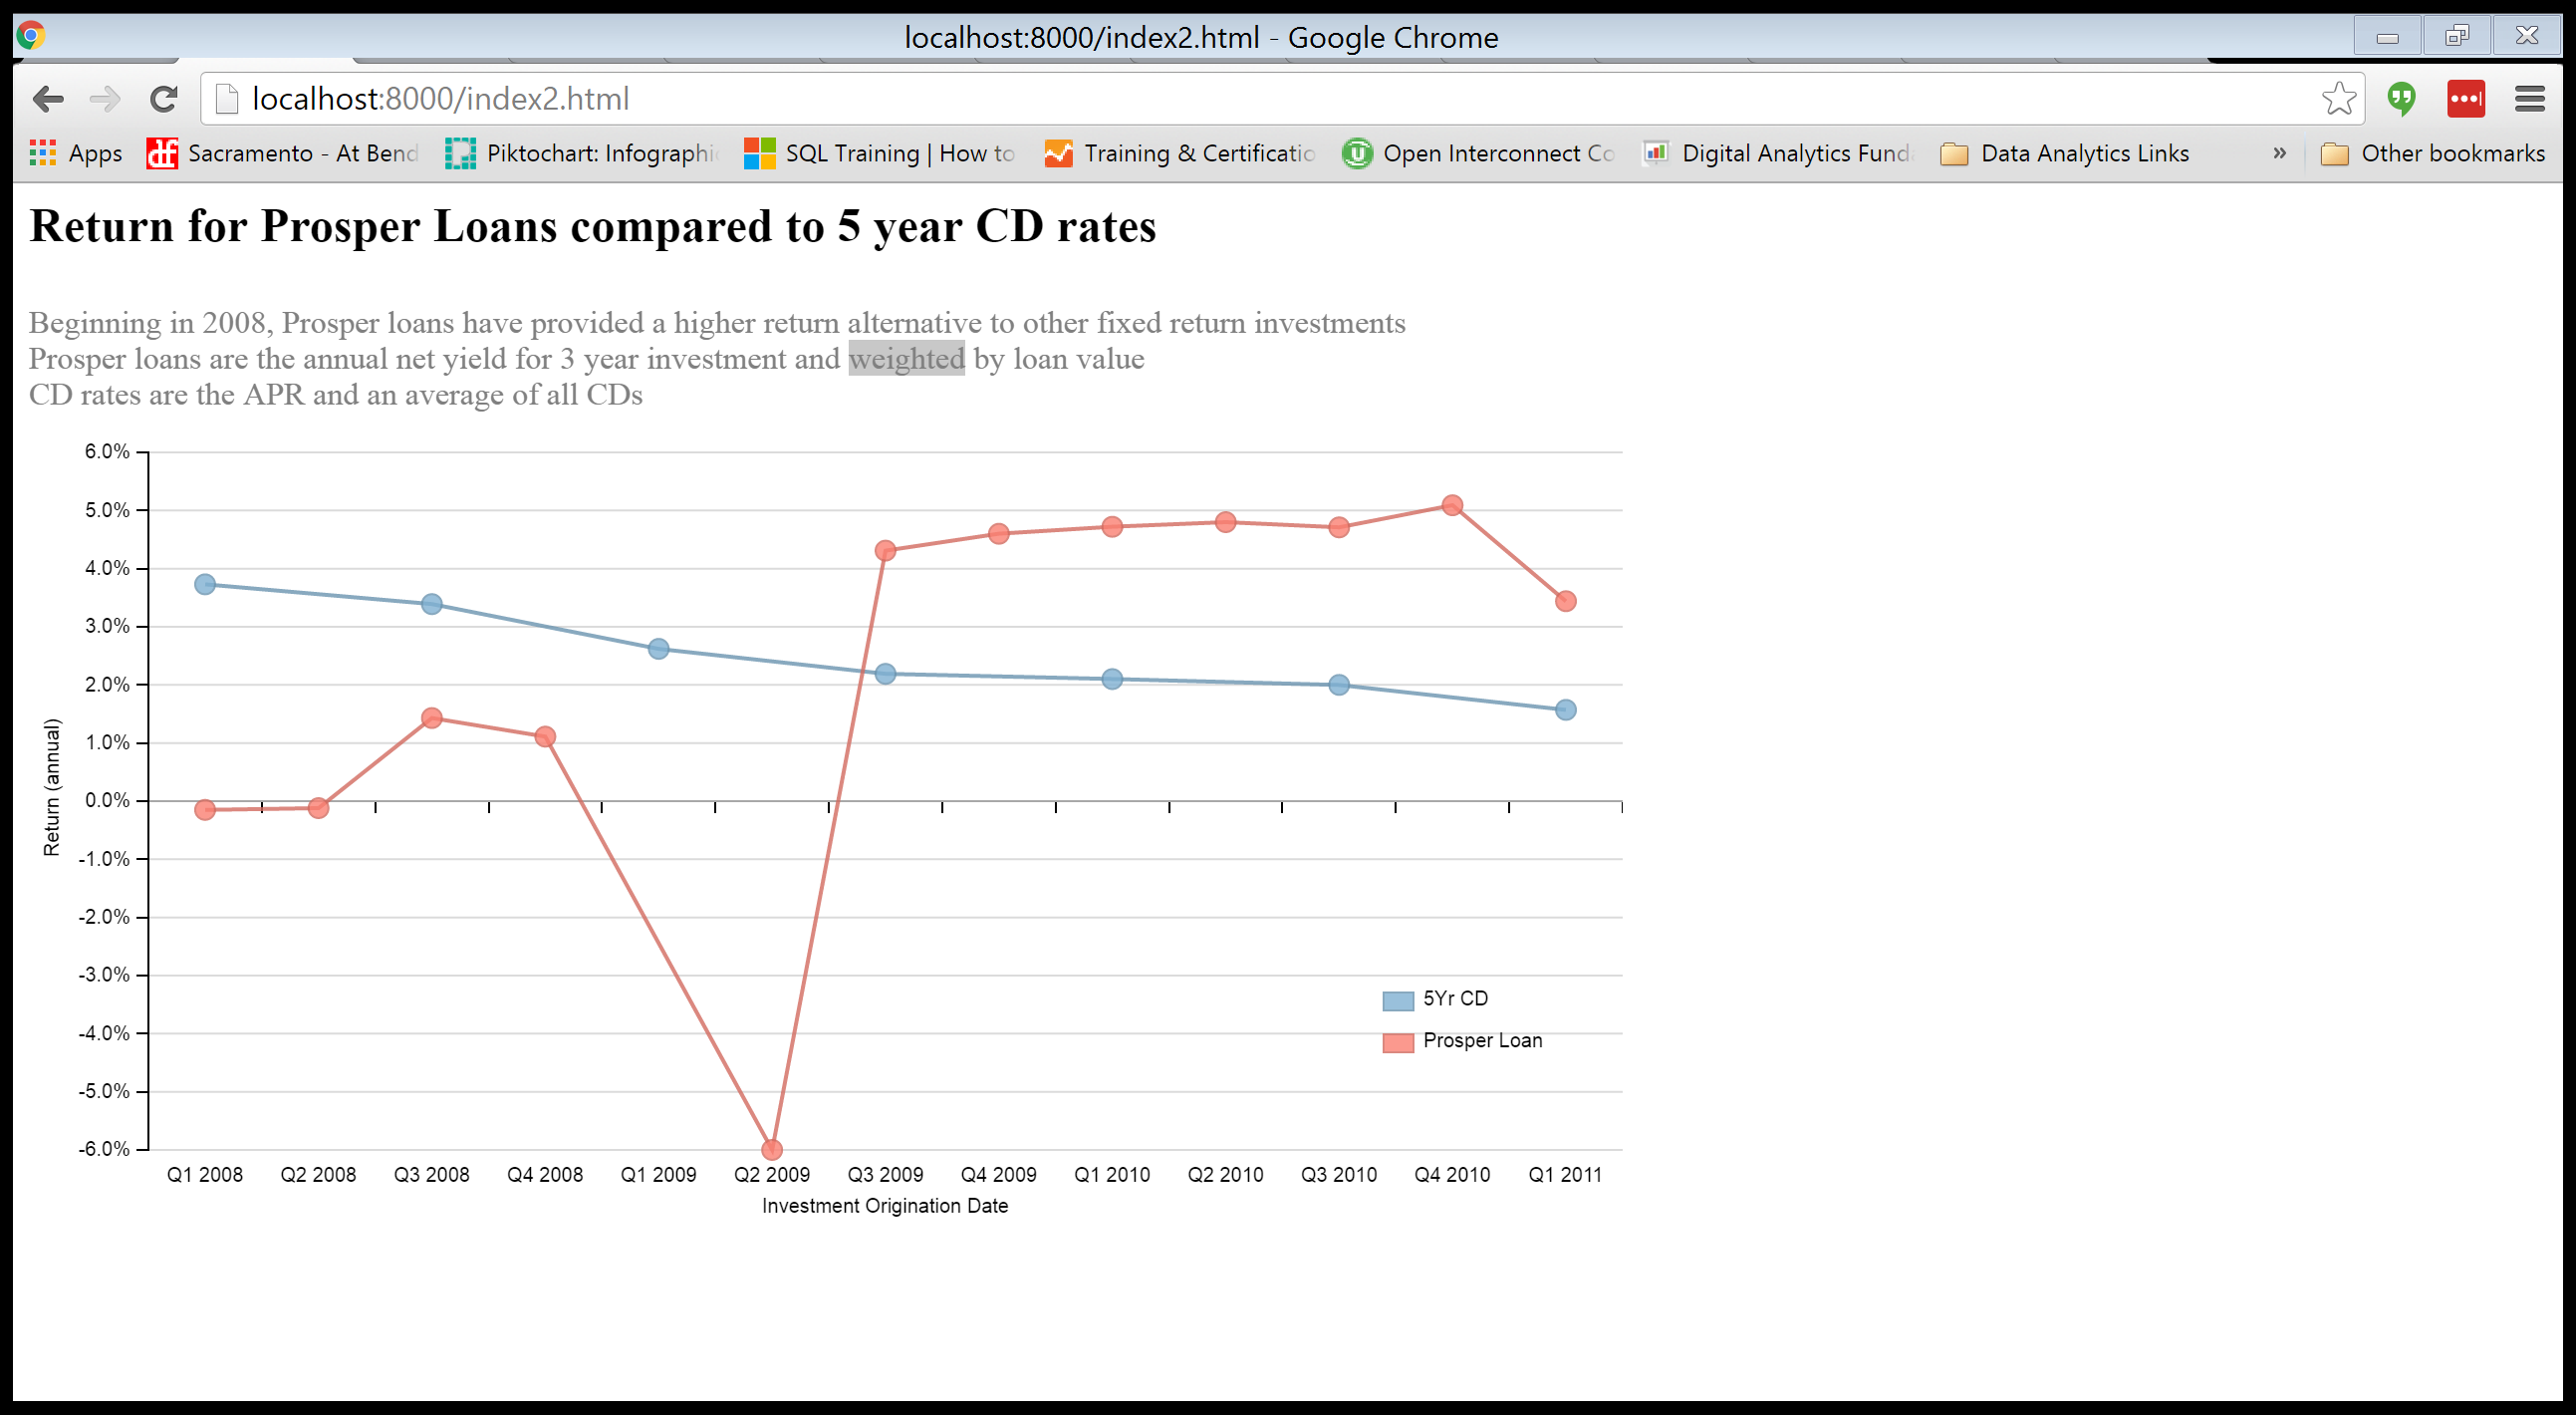 localhost:8000/index2.html - Google Chrome
localhost:8000/index2.html
Apps
Sacramento - At Bend
Piktochart: Infographi
SQL Training | How to
Training & Certificatio
Open Interconnect Co
Digital Analytics Fund
Data Analytics Links
»
Other bookmarks
Return for Prosper Loans compared to 5 year CD rates
Beginning in 2008, Prosper loans have provided a higher return alternative to other fixed return investments
Prosper loans are the annual net yield for 3 year investment and weighted by loan value
CD rates are the APR and an average of all CDs
6.0%
5.0%
4.0%
3.0%
2.0%
1.0%
0.0%
-1.0%
-2.0%
-3.0%
-4.0%
-5.0%
-6.0%
Return (annual)
5Yr CD
Prosper Loan
Q1 2008 Q2 2008 Q3 2008 Q4 2008 Q1 2009 Q2 2009 Q3 2009 Q4 2009 Q1 2010 Q2 2010 Q3 2010 Q4 2010 Q1 2011
Investment Origination Date